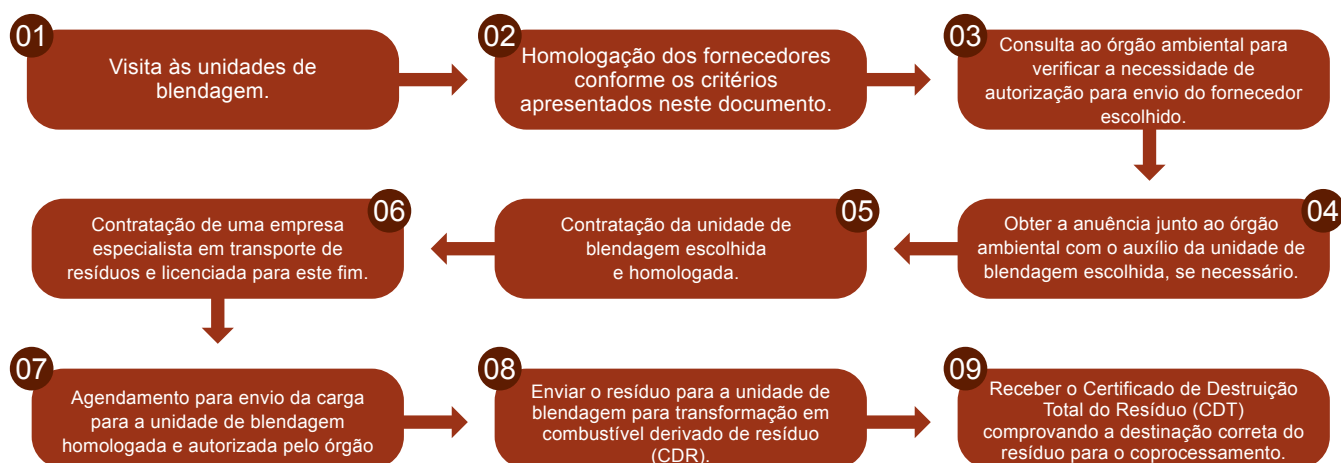 01
Visita às unidades de
blendagem.
02
Homologação dos fornecedores
conforme os critérios
apresentados neste documento.
03
Consulta ao órgão ambiental para
verificar a necessidade de
autorização para envio do fornecedor
escolhido.
04
Obter a anuência junto ao órgão
ambiental com o auxílio da unidade de
blendagem escolhida, se necessário.
05
Contratação da unidade de
blendagem escolhida
e homologada.
06
Contratação de uma empresa
especialista em transporte de
resíduos e licenciada para este fim.
07
Agendamento para envio da carga
para a unidade de blendagem
homologada e autorizada pelo órgão
08
Enviar o resíduo para a unidade de
blendagem para transformação em
combustível derivado de resíduo
(CDR).
09
Receber o Certificado de Destruição
Total do Resíduo (CDT)
comprovando a destinação correta do
resíduo para o coprocessamento.